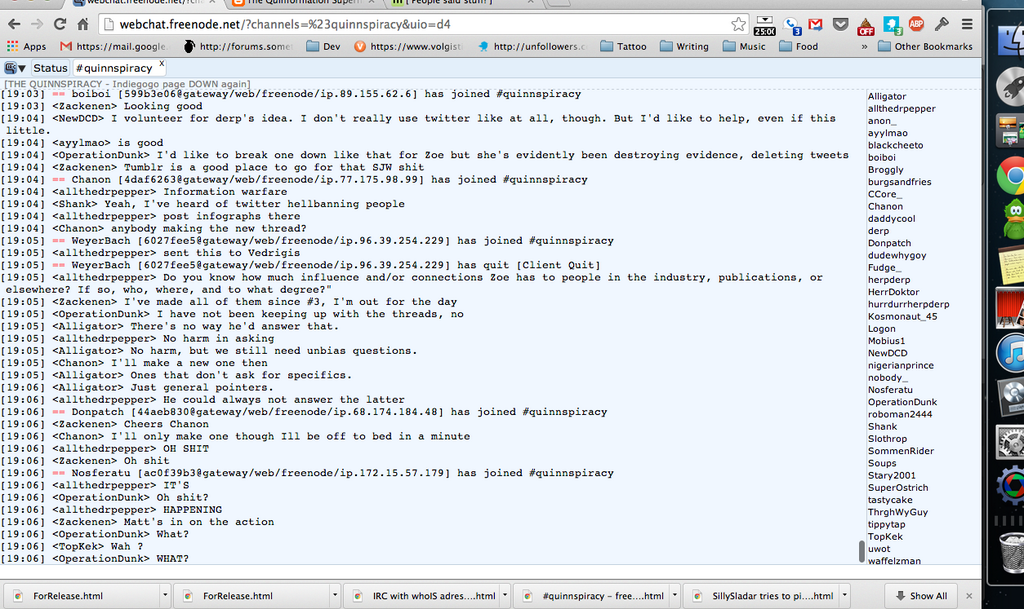 webchat.freenode.net/?channels=%23quinnspiracy&uio=d4
25:00
3
ABP
OFF
3
Apps
https://mail.google.
http://forums.some
Dev
https://www.volgist
http://unfollowers.c
Tattoo
Writing
Music
Food
»
Other Bookmarks
Status
#quinnspiracy
x
[THE QUINNSPIRACY - Indiegogo page DOWN again]
[19:03] == boiboi [599b3e06@gateway/web/freenode/ip.89.155.62.6] has joined #quinnspiracy
[19:03] <Zackenen> Looking good
[19:04] <NewDCD> I volunteer for derp's idea. I don't really use twitter like at all, though. But I'd like to help, even if this
little.
[19:04] <ayylmao> is good
[19:04] <OperationDunk> I'd like to break one down like that for Zoe but she's evidently been destroying evidence, deleting tweets
[19:04] <Zackenen> Tumblr is a good place to go for that SJW shit
[19:04] == Chanon [4daf6263@gateway/web/freenode/ip.77.175.98.99] has joined #quinnspiracy
[19:04] <allthedrpepper> Information warfare
[19:04] <Shank> Yeah, I've heard of twitter hellbanning people
[19:04] <allthedrpepper> post infographs there
[19:04] <Chanon> anybody making the new thread?
[19:05] == WeyerBach [6027fee5@gateway/web/freenode/ip.96.39.254.229] has joined #quinnspiracy
[19:05] <allthedrpepper> sent this to Vedrigis
[19:05] == WeyerBach [6027fee5@gateway/web/freenode/ip.96.39.254.229] has quit [Client Quit]
[19:05] <allthedrpepper> Do you know how much influence and/or connections Zoe has to people in the industry, publications, or
elsewhere? If so, who, where, and to what degree?"
[19:05] <Zackenen> I've made all of them since #3, I'm out for the day
[19:05] <OperationDunk> I have not been keeping up with the threads, no
[19:05] <Alligator> There's no way he'd answer that.
[19:05] <allthedrpepper> No harm in asking
[19:05] <Alligator> No harm, but we still need unbias questions.
[19:05] <Chanon> I'll make a new one then
[19:05] <Alligator> Ones that don't ask for specifics.
[19:06] <Alligator> Just general pointers.
[19:06] <allthedrpepper> He could always not answer the latter
[19:06] == Donpatch [44aeb830@gateway/web/freenode/ip.68.174.184.48] has joined #quinnspiracy
[19:06] <Zackenen> Cheers Chanon
[19:06] <Chanon> I'll only make one though Ill be off to bed in a minute
[19:06] <allthedrpepper> OH SHIT
[19:06] <Zackenen> Oh shit
[19:06] == Nosferatu [ac0f39b3@gateway/web/freenode/ip.172.15.57.179] has joined #quinnspiracy
[19:06] <allthedrpepper> IT'S
[19:06] <OperationDunk> Oh shit?
[19:06] <allthedrpepper> HAPPENING
[19:06] <Zackenen> Matt's in on the action
[19:06] <OperationDunk> What?
[19:06] <TopKek> Wah ?
[19:06] <OperationDunk> WHAT?
Alligator
allthedrpepper
anon_
ayylmao
blackcheeto
boiboi
Broggly
burgsandfries
CCore_
Chanon
daddycool
derp
Donpatch
dudewhygoy
Fudge_
herpderp
HerrDoktor
hurrdurrherpderp
Kosmonaut_45
Logon
Mobius1
NewDCD
nigerianprince
nobody_
Nosferatu
OperationDunk
roboman2444
Shank
Slothrop
SommenRider
Soups
Stary2001
SuperOstrich
tastycake
ThrghWyGuy
tippytap
TopKek
uwot
waffelzman
ForRelease.html
ForRelease.html
IRC with whoIS adres....html
#quinnspiracy – free....html
SillySladar tries to pi....html
Show All